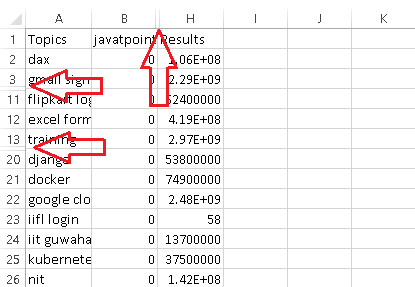 A B H I J K
1 Topics javatpoint Results
2 dax 0 1.06E+08
3 gmail sign 0 2.29E+09
11 flipkart log 0 52400000
12 excel form 0 4.19E+08
13 training 0 2.97E+09
20 django 0 53800000
21 docker 0 74900000
22 google clo 0 2.48E+09
23 iifl login 0 58
24 iit guwaha 0 13700000
25 kubernete 0 37500000
26 nit 0 1.42E+08